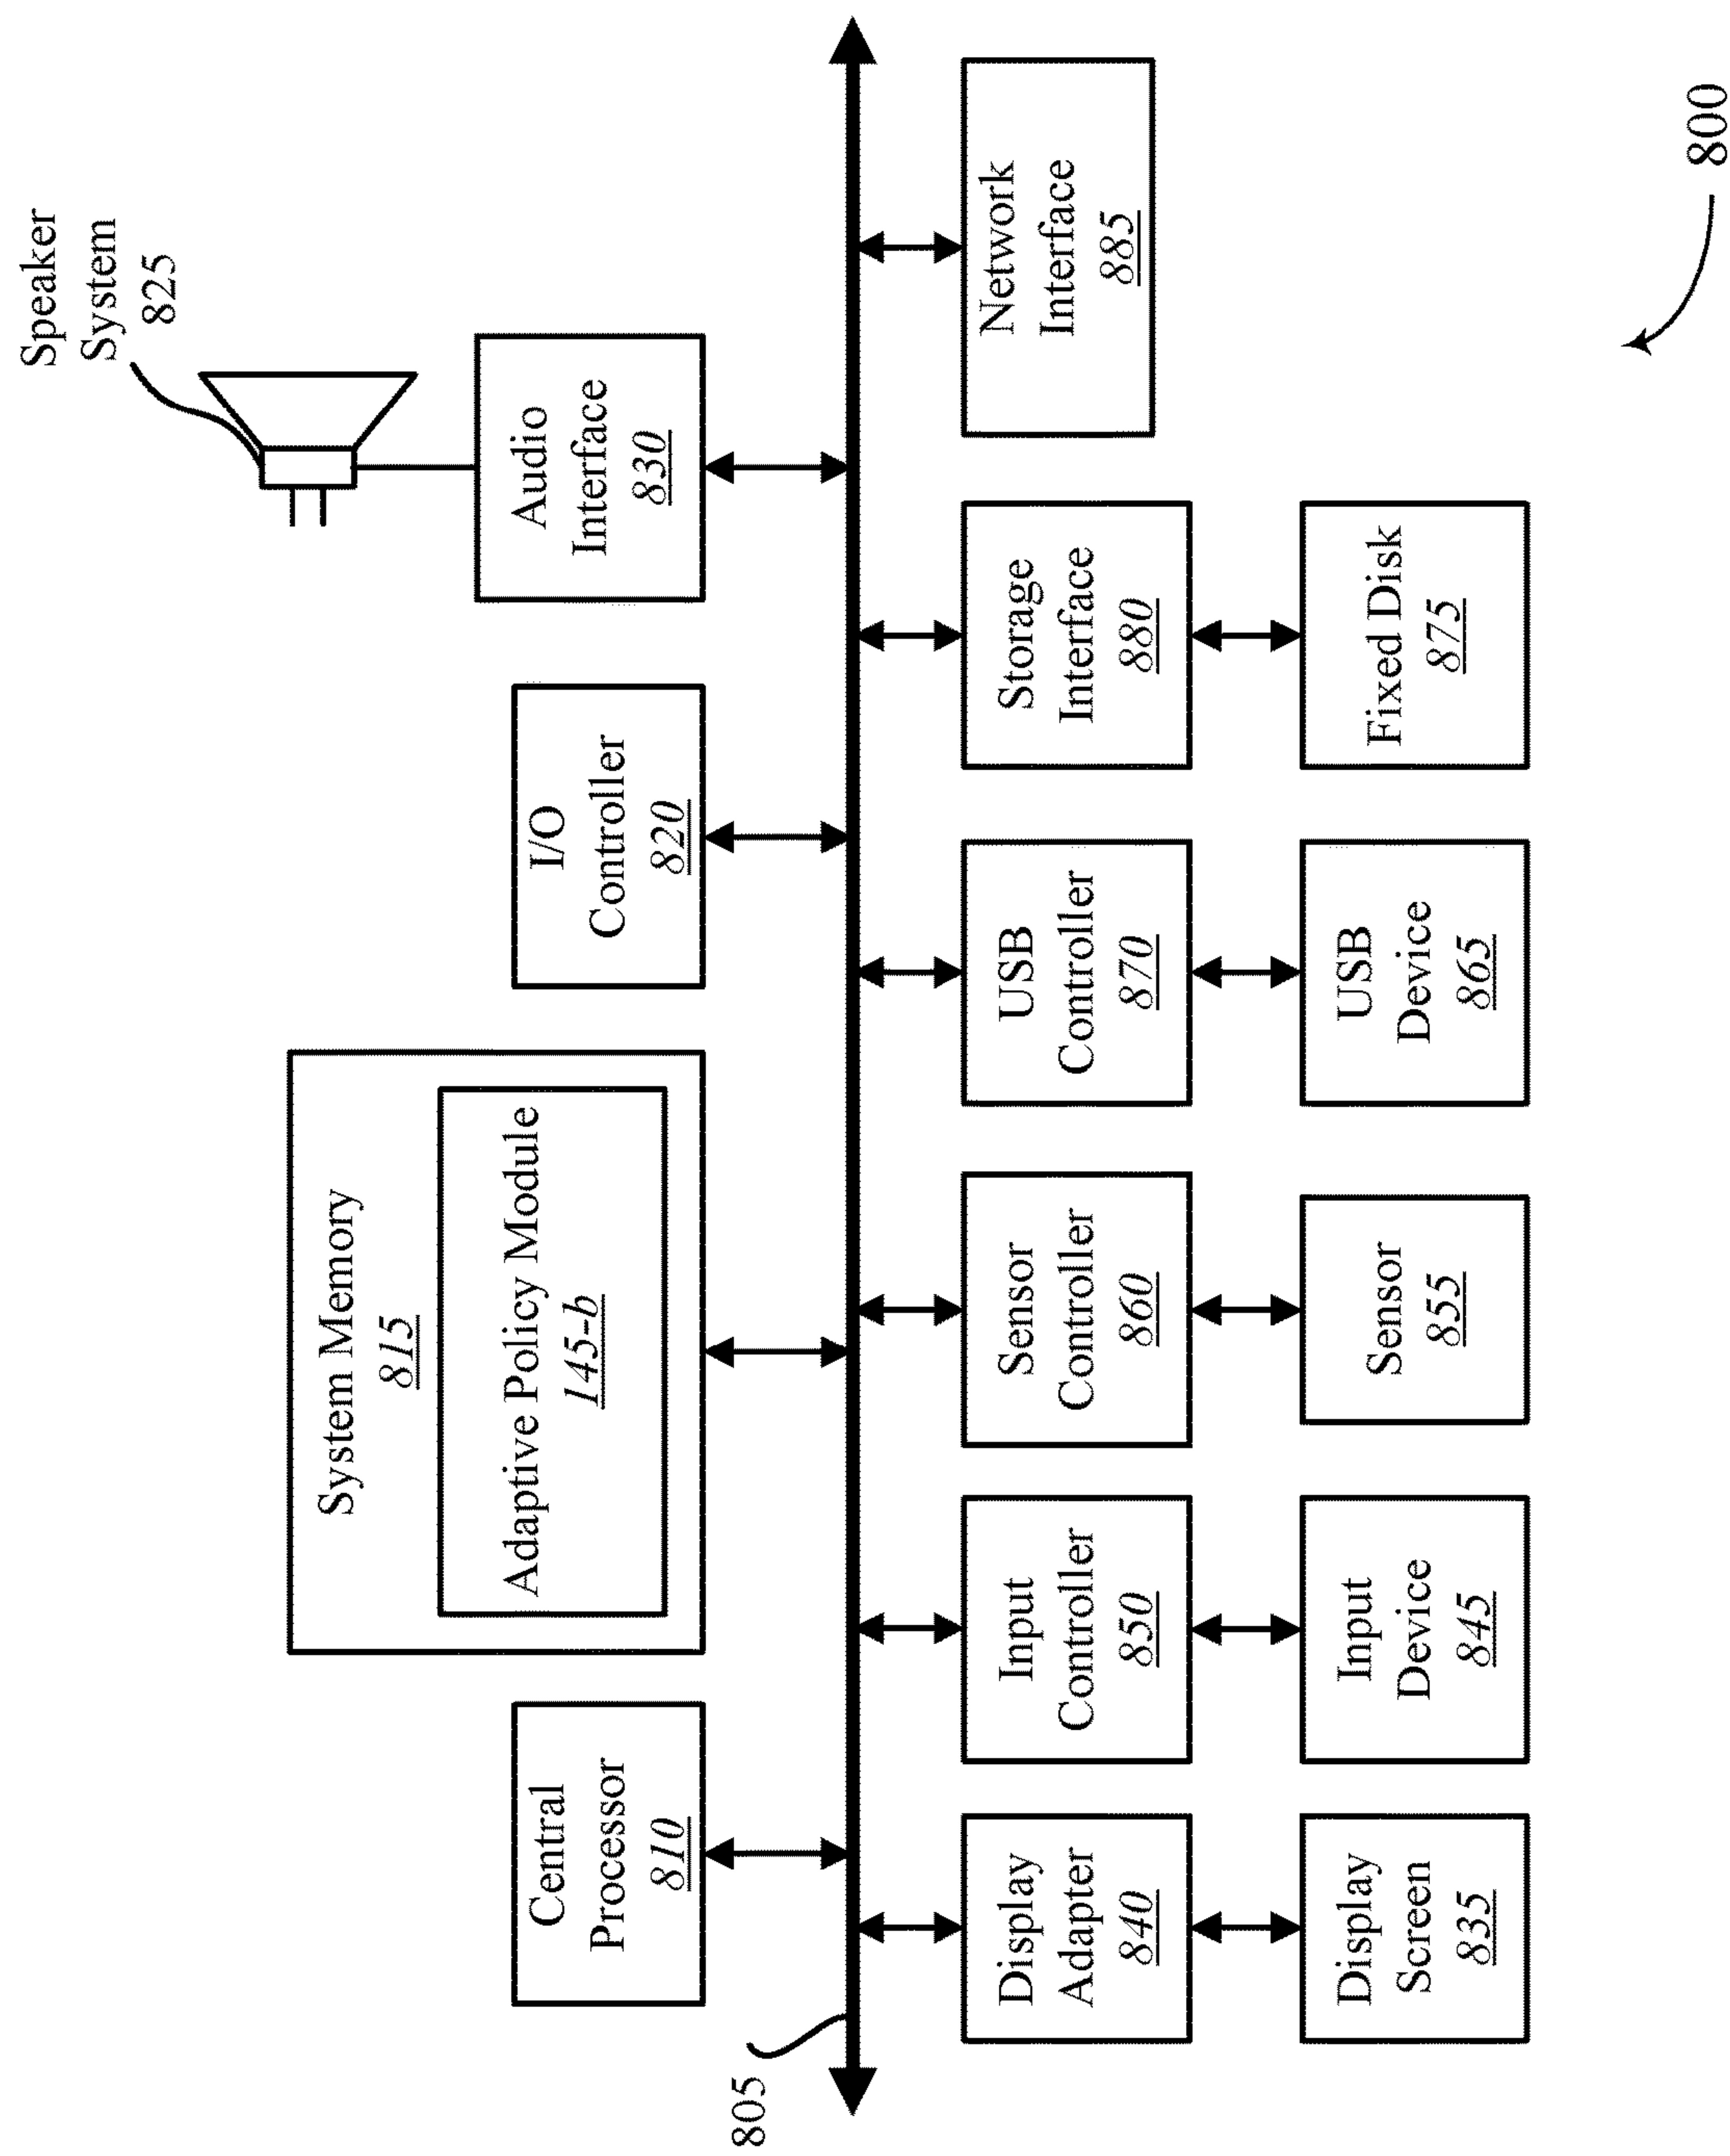 Speaker
System
825
Central
Processor
810
System Memory
815
Adaptive Policy Module
145-b
I/O
Controller
820
Audio
Interface
830
805
Display
Adapter
840
Input
Controller
850
Sensor
Controller
860
USB
Controller
870
Storage
Interface
880
Network
Interface
885
Display
Screen
835
Input
Device
845
Sensor
855
USB
Device
865
Fixed Disk
875
800